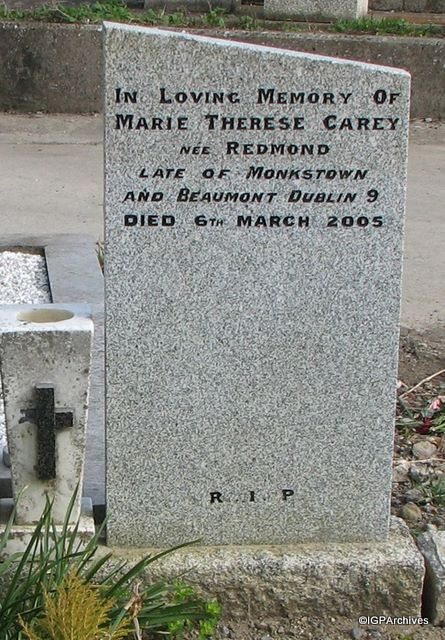 In Loving Memory Of
Marie Therese Carey
nee Redmond
late of Monkstown
and Beaumont Dublin 9
Died 6th March 2005
R I P
©IGPArchives